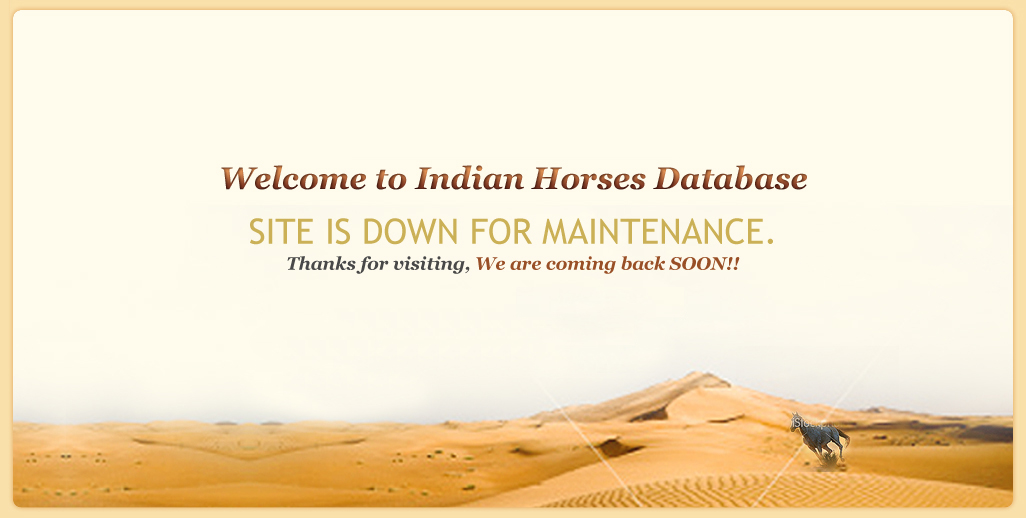 Welcome to Indian Horses Database
SITE IS DOWN FOR MAINTENANCE.
Thanks for visiting, We are coming back SOON!!